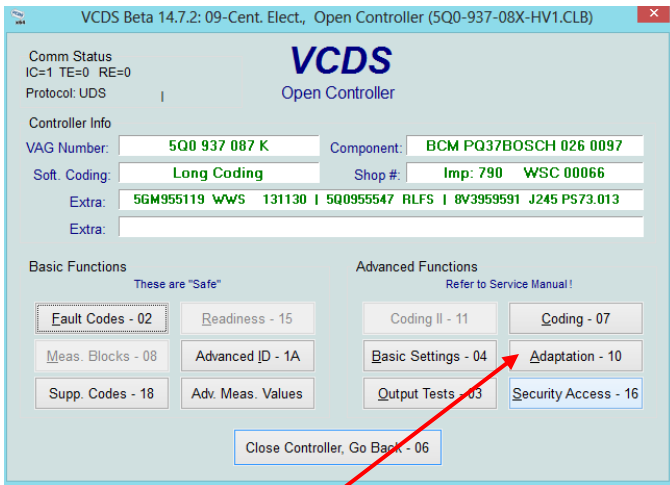 VCDS Beta 14.7.2: 09-Cent. Elect., Open Controller (5Q0-937-08X-HV1.CLB)
Comm Status
IC=1 TE=0 RE=0
Protocol: UDS |
VCDS
Open Controller
Controller Info
VAG Number: 5Q0 937 087 K Component: BCM PQ37BOSCH 026 0097
Soft. Coding: Long Coding Shop #: Imp: 790 WSC 00066
Extra: 5GM955119 WWS 131130 | 5Q0955547 RLFS | 8V3959591 J245 PS73.013
Extra:
Basic Functions
These are "Safe"
Advanced Functions
Refer to Service Manual!
Fault Codes - 02 Readiness - 15 Coding II - 11 Coding - 07
Meas. Blocks - 08 Advanced ID - 1A Basic Settings - 04 Adaptation - 10
Supp. Codes - 18 Adv. Meas. Values Output Tests - 03 Security Access - 16
Close Controller, Go Back - 06